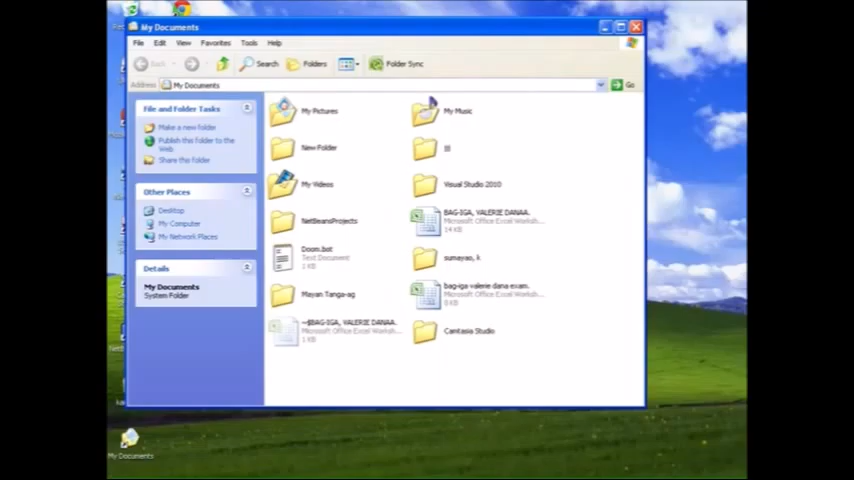 My Documents
File Edit View Favorites Tools Help
Back Search Folders Folder Sync
Address My Documents Go
File and Folder Tasks
Make a new folder
Publish this folder to the
Web
Share this folder
Other Places
Desktop
My Computer
My Network Places
Details
My Documents
System Folder
My Pictures
My Music
New Folder
My Videos
Visual Studio 2010
NetBeansProjects
BAG-IGA, VALERIE DANAA.
Microsoft Office Excel Worksh...
14 KB
Doom.bot
Text Document
1 KB
sumayao, k
Mayan Tanga-ag
bag-iga valerie dana exam.
Microsoft Office Excel Worksh...
9 KB
~$BAG-IGA, VALERIE DANAA.
Microsoft Office Excel Worksh...
1 KB
Camtasia Studio
My Documents